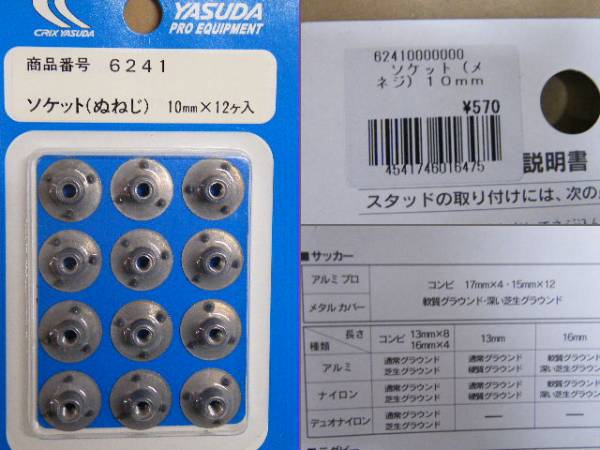 CRIX YASUDA
YASUDA
PRO EQUIPMENT
商品番号 6241
ソケット(ぬねじ) 10mm×12ケ入
62410000000
ソケット(メ
ネジ)10mm
¥570
4541746016475
説明書
スタッドの取り付けには、次の
■サッカー
アルミ プロ コンビ 17mm×4・15mm×12
メタル カバー 軟質グラウンド・深い芝生グラウンド
長さ 種類 コンビ 13mm×8 16mm×4 13mm 16mm
アルミ 通常グラウンド 芝生グラウンド 通常グラウンド 硬質グラウンド 軟質グラウンド 深い芝生グラウンド
ナイロン 通常グラウンド 芝生グラウンド 通常グラウンド 硬質グラウンド 軟質グラウンド 深い芝生グラウンド
デュオナイロン 通常グラウンド 芝生グラウンド — —